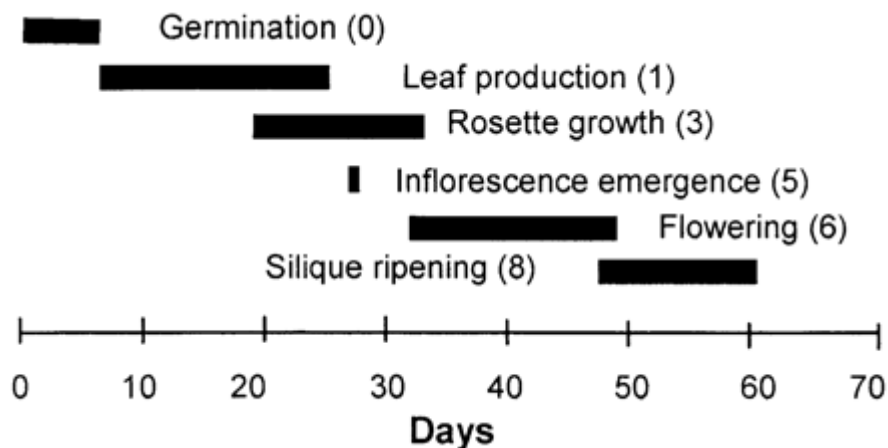 Germination (0)
Leaf production (1)
Rosette growth (3)
Inflorescence emergence (5)
Flowering (6)
Silique ripening (8)
0 10 20 30 40 50 60 70
Days